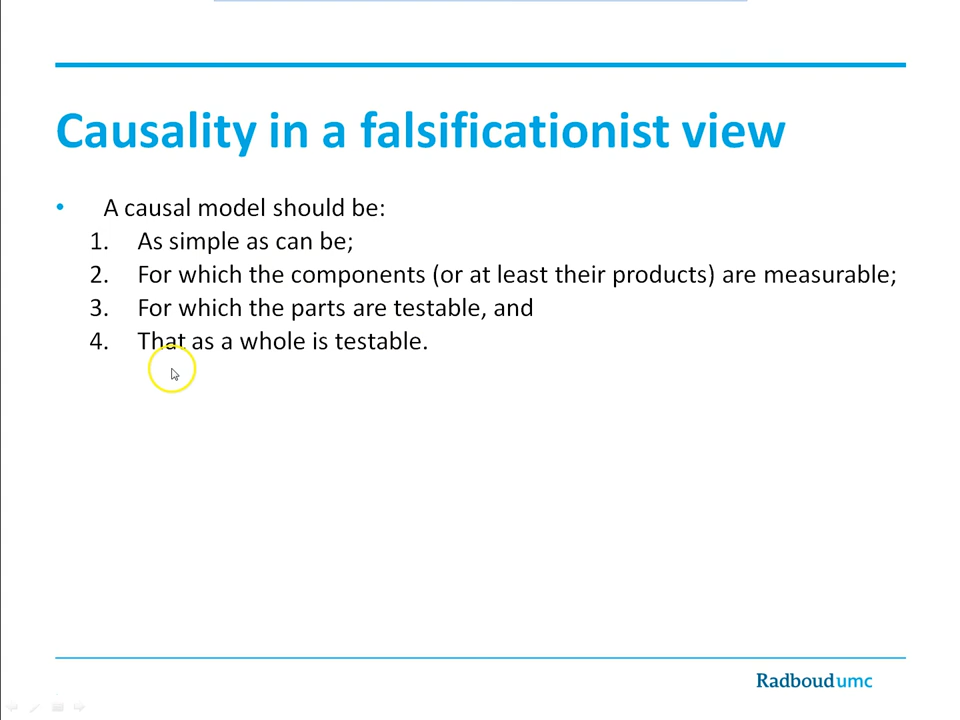 Causality in a falsificationist view
• A causal model should be:
1. As simple as can be;
2. For which the components (or at least their products) are measurable;
3. For which the parts are testable, and
4. That as a whole is testable.
Radboudumc